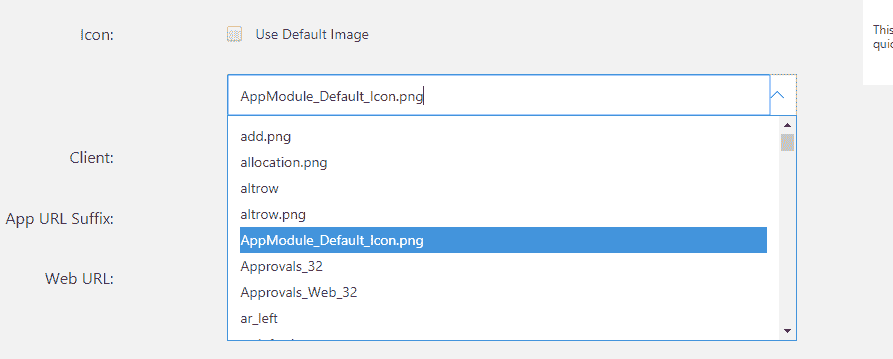 Icon:
Use Default Image
This
quic
AppModule_Default_Icon.png
add.png
allocation.png
Client:
altrow
altrow.png
App URL Suffix:
AppModule_Default_Icon.png
Approvals_32
Web URL:
Approvals_Web_32
ar_left